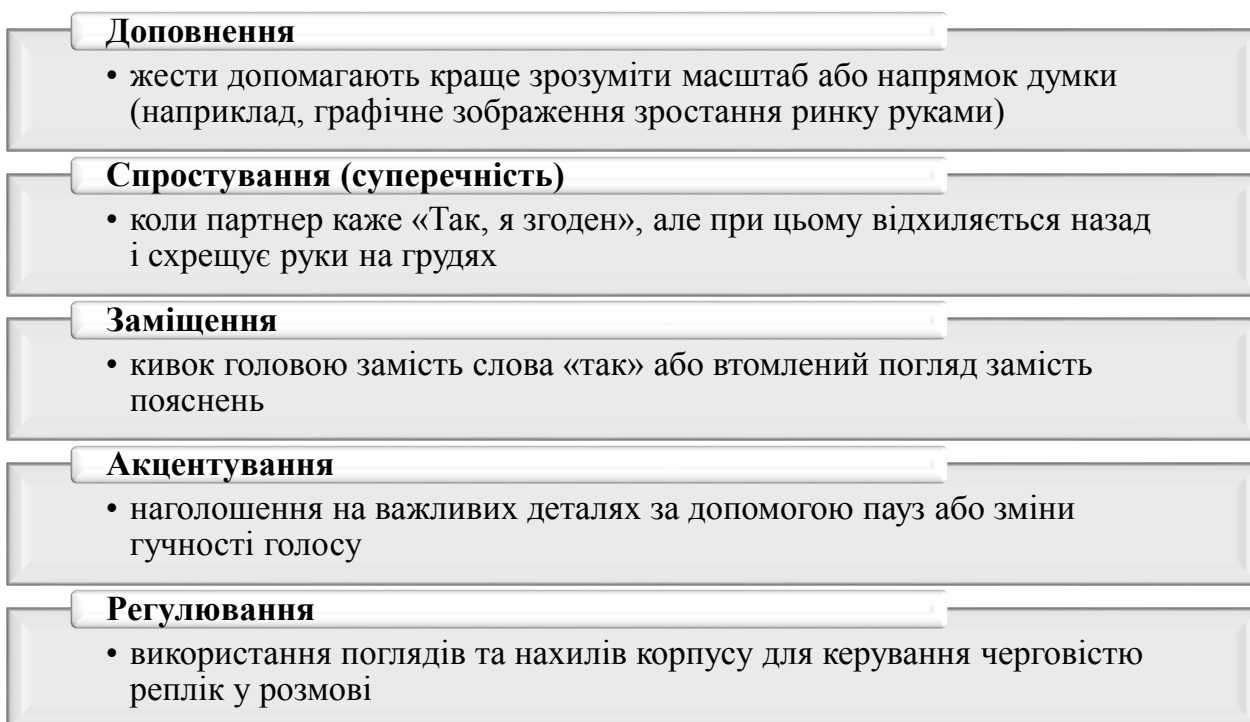 Доповнення
• жести допомагають краще зрозуміти масштаб або напрямок думки
(наприклад, графічне зображення зростання ринку руками)
Спростування (суперечність)
• коли партнер каже «Так, я згоден», але при цьому відхиляється назад
і схрещує руки на грудях
Заміщення
• кивок головою замість слова «так» або втомлений погляд замість
пояснень
Акцентування
• наголошення на важливих деталях за допомогою пауз або зміни
гучності голосу
Регулювання
• використання поглядів та нахилів корпусу для керування черговістю
реплік у розмові